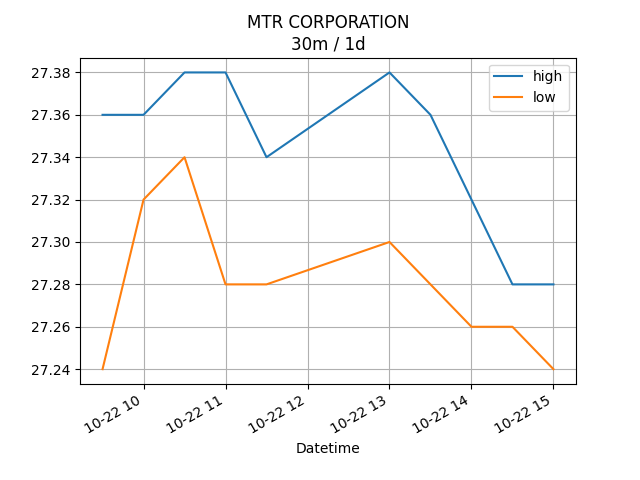 MTR CORPORATION
30m / 1d
high
low
27.38
27.36
27.34
27.32
27.30
27.28
27.26
27.24
10-22 10
10-22 11
10-22 12
10-22 13
10-22 14
10-22 15
Datetime